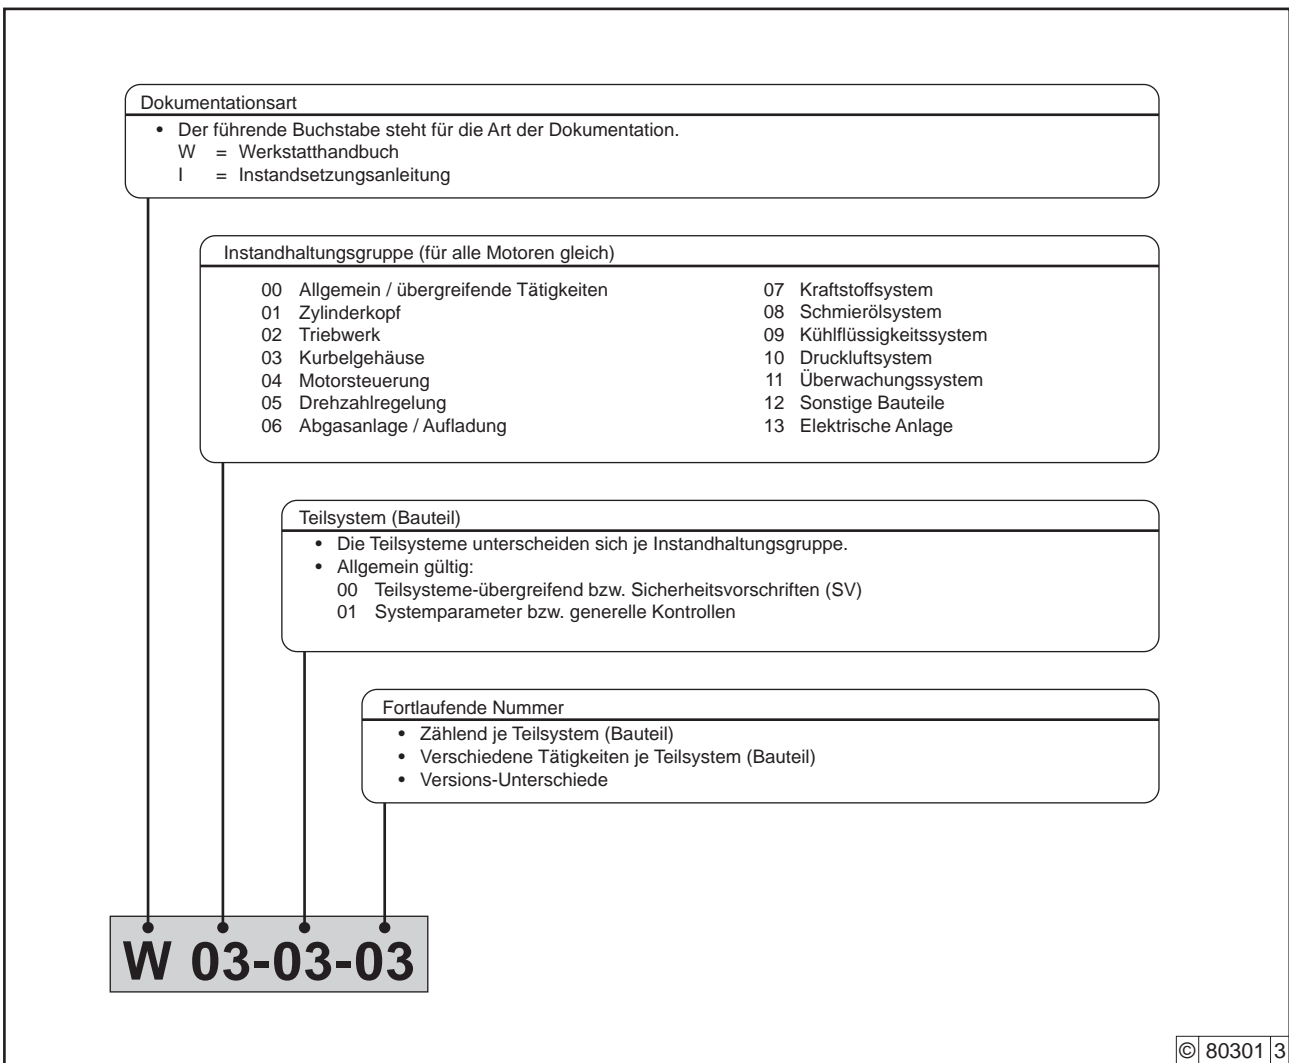 Dokumentationsart
• Der führende Buchstabe steht für die Art der Dokumentation.
W = Werkstatthandbuch
I = Instandsetzungsanleitung
Instandhaltungsgruppe (für alle Motoren gleich)
00 Allgemein / übergreifende Tätigkeiten
01 Zylinderkopf
02 Triebwerk
03 Kurbelgehäuse
04 Motorsteuerung
05 Drehzahlregelung
06 Abgasanlage / Aufladung
07 Kraftstoffsystem
08 Schmierölsystem
09 Kühlflüssigkeitssystem
10 Druckluftsystem
11 Überwachungssystem
12 Sonstige Bauteile
13 Elektrische Anlage
Teilsystem (Bauteil)
• Die Teilsysteme unterscheiden sich je Instandhaltungsgruppe.
• Allgemein gültig:
00 Teilsysteme-übergreifend bzw. Sicherheitsvorschriften (SV)
01 Systemparameter bzw. generelle Kontrollen
Fortlaufende Nummer
• Zählend je Teilsystem (Bauteil)
• Verschiedene Tätigkeiten je Teilsystem (Bauteil)
• Versions-Unterschiede
W 03-03-03
© 80301 3